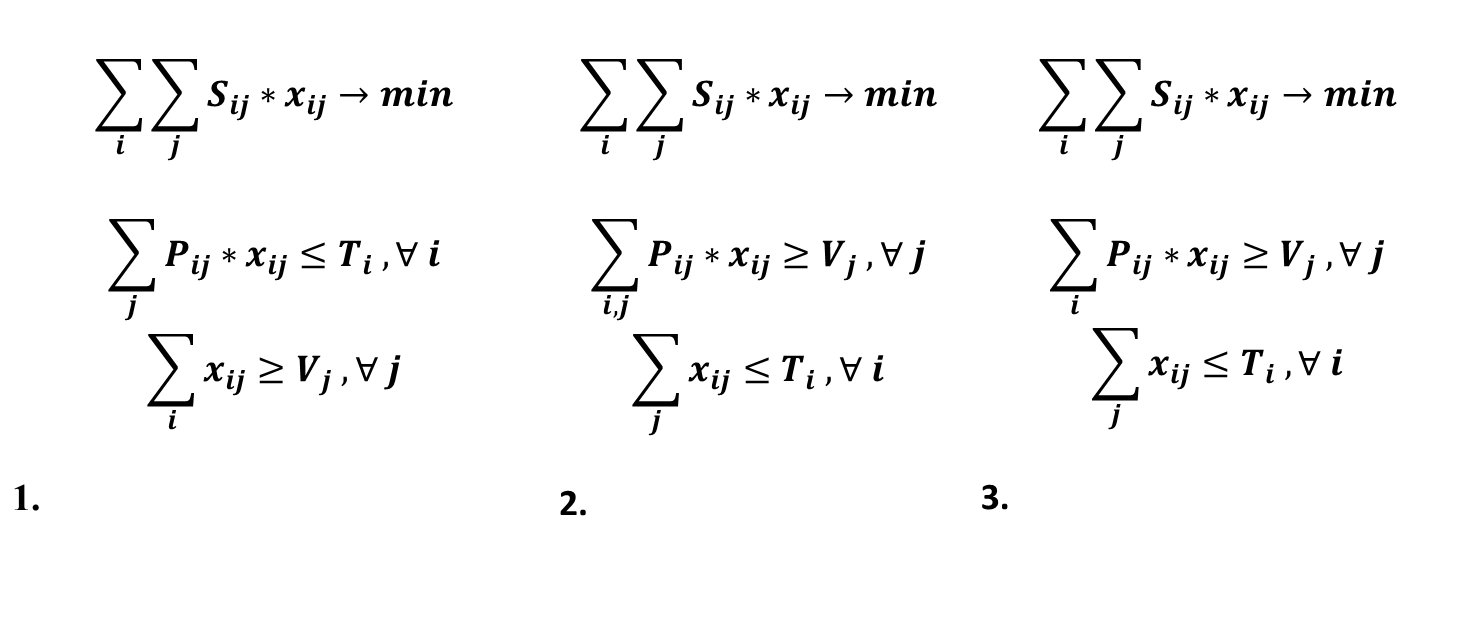 ∑_i ∑_j S_ij * x_ij → min
∑_j P_ij * x_ij ≤ T_i , ∀ i
∑_i x_ij ≥ V_j , ∀ j
1.
∑_i ∑_j S_ij * x_ij → min
∑_i,j P_ij * x_ij ≥ V_j , ∀ j
∑_j x_ij ≤ T_i , ∀ i
2.
∑_i ∑_j S_ij * x_ij → min
∑_i P_ij * x_ij ≥ V_j , ∀ j
∑_j x_ij ≤ T_i , ∀ i
3.